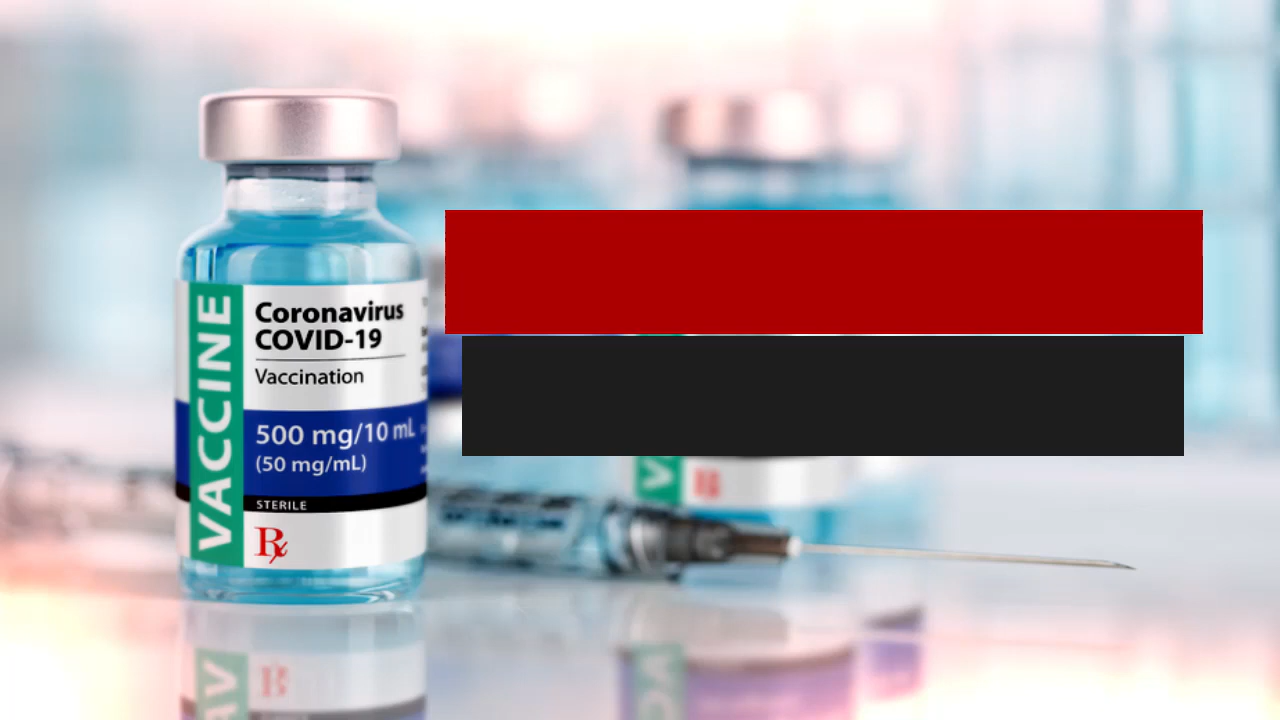 VACCINE
Coronavirus
COVID-19
Vaccination
500 mg/10 mL
(50 mg/mL)
STERILE
Rx